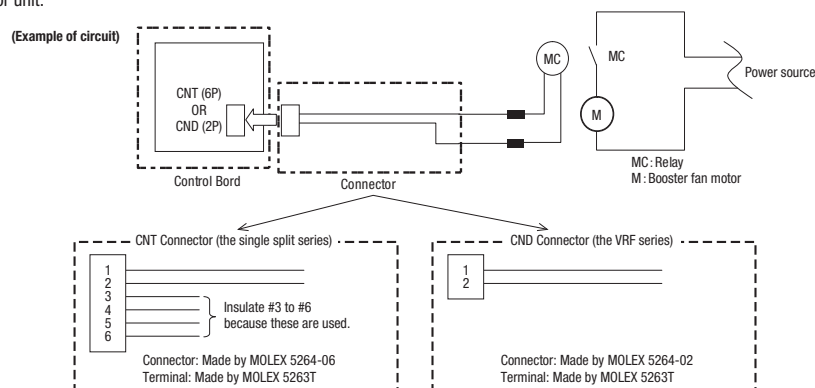 or unit.
(Example of circuit)
CNT (6P)
OR
CND (2P)
Control Bord
Connector
MC
MC
M
Power source
MC: Relay
M: Booster fan motor
CNT Connector (the single split series)
1
2
3
4
5
6
Insulate #3 to #6
because these are used.
Connector: Made by MOLEX 5264-06
Terminal: Made by MOLEX 5263T
CND Connector (the VRF series)
1
2
Connector: Made by MOLEX 5264-02
Terminal: Made by MOLEX 5263T